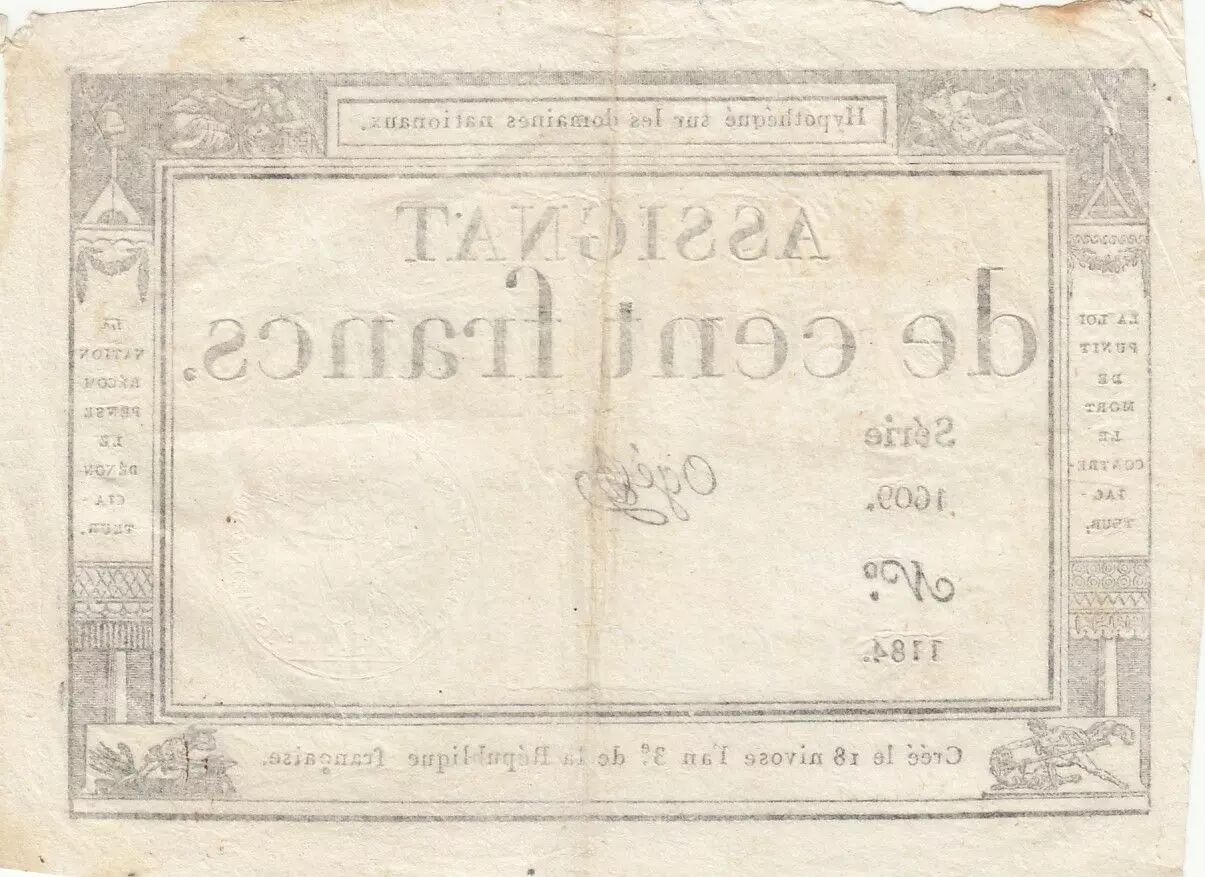 Hypothéqué sur les domaines nationaux.
ASSIGNAT
de cent francs.
Série
1609.
Nº.
1184.
LA LOI
PUNIT
DE
MORT
LE
CONTRE-
FAC-
TEUR.
LA
NATION
RÉCOM
PENSE
LE
DÉNON
CIA-
TEUR.
Créé le 18 nivose l'an 3.e de la République française.